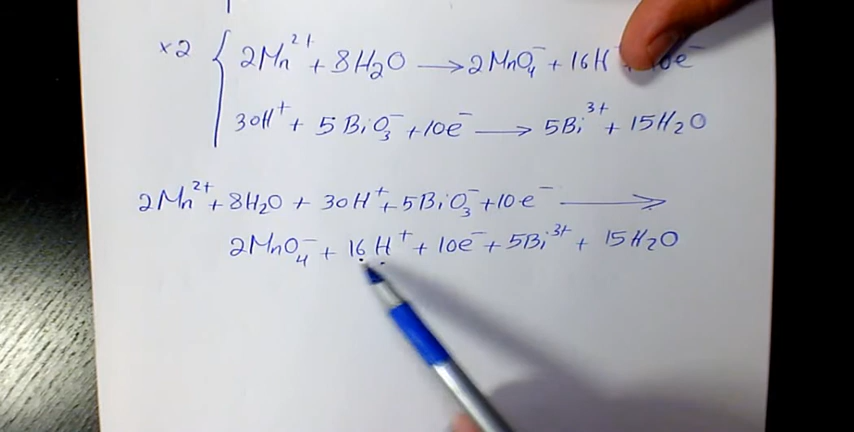 ×2 { 2Mn²⁺ + 8H₂O → 2MnO₄⁻ + 16H e⁻
30H⁺ + 5BiO₃⁻ + 10e⁻ → 5Bi³⁺ + 15H₂O
2Mn²⁺ + 8H₂O + 30H⁺ + 5BiO₃⁻ + 10e⁻ →
2MnO₄⁻ + 16H⁺ + 10e⁻ + 5Bi³⁺ + 15H₂O